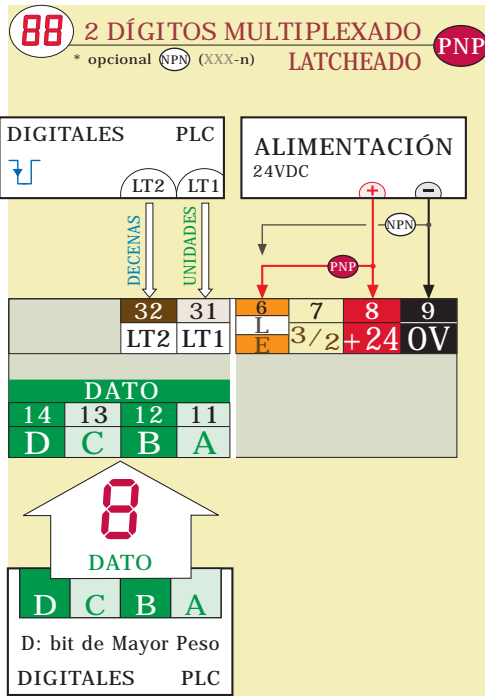 88 2 DÍGITOS MULTIPLEXADO PNP
* opcional NPN (XXX-n) LATCHEADO
DIGITALES PLC
LT2 LT1
ALIMENTACIÓN
24VDC
+ −
DECENAS
UNIDADES
NPN
PNP
32 31 6 7 8 9
LT2 LT1 L E 3/2 +24 0V
DATO
14 13 12 11
D C B A
8
DATO
D C B A
D: bit de Mayor Peso
DIGITALES PLC